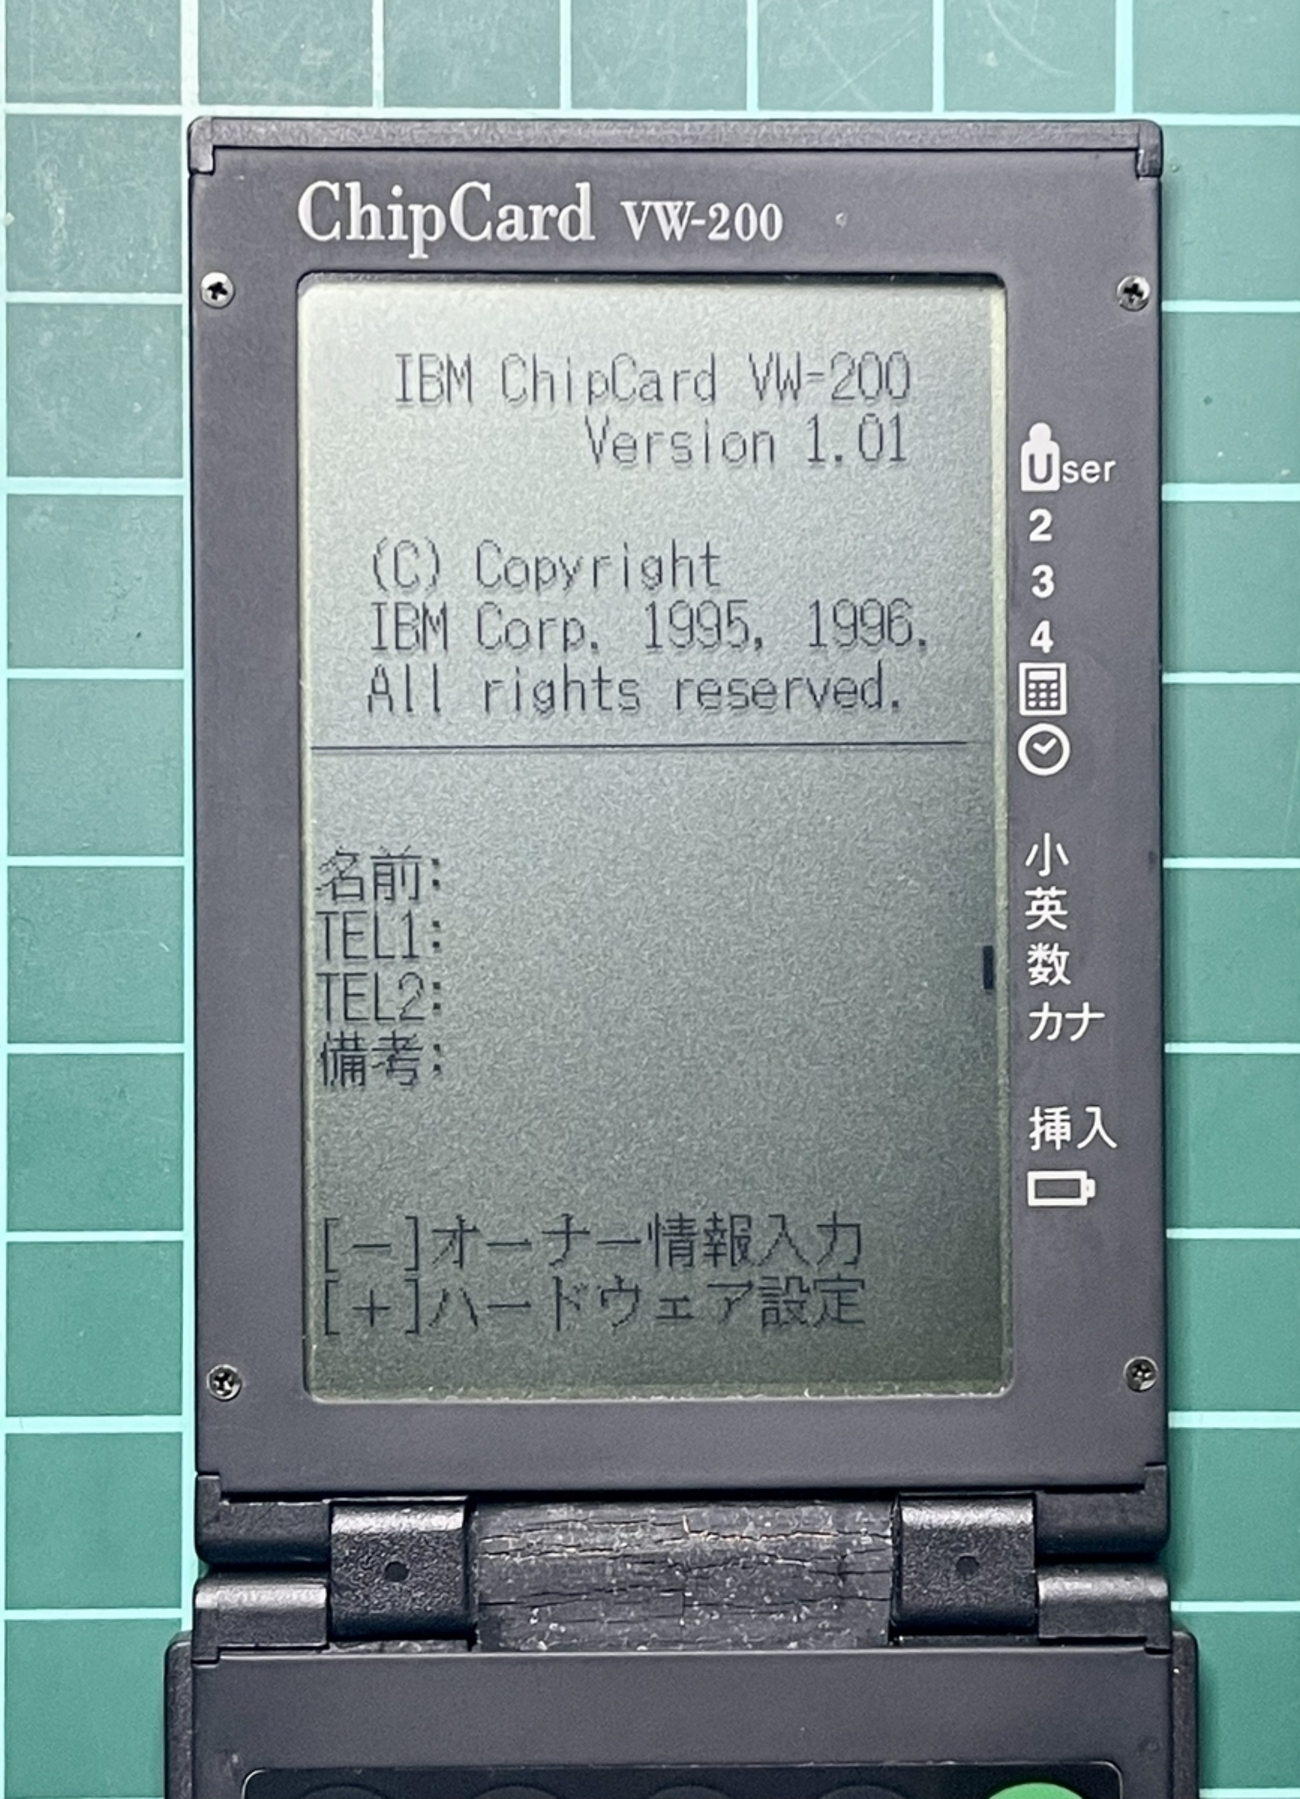 ChipCard VW-200
IBM ChipCard VW-200
Version 1.01
(C) Copyright
IBM Corp. 1995, 1996.
All rights reserved.
名前:
TEL1:
TEL2:
備考:
[-]オーナー情報入力
[+]ハードウェア設定
User
2
3
4
小
英
数
カナ
挿入